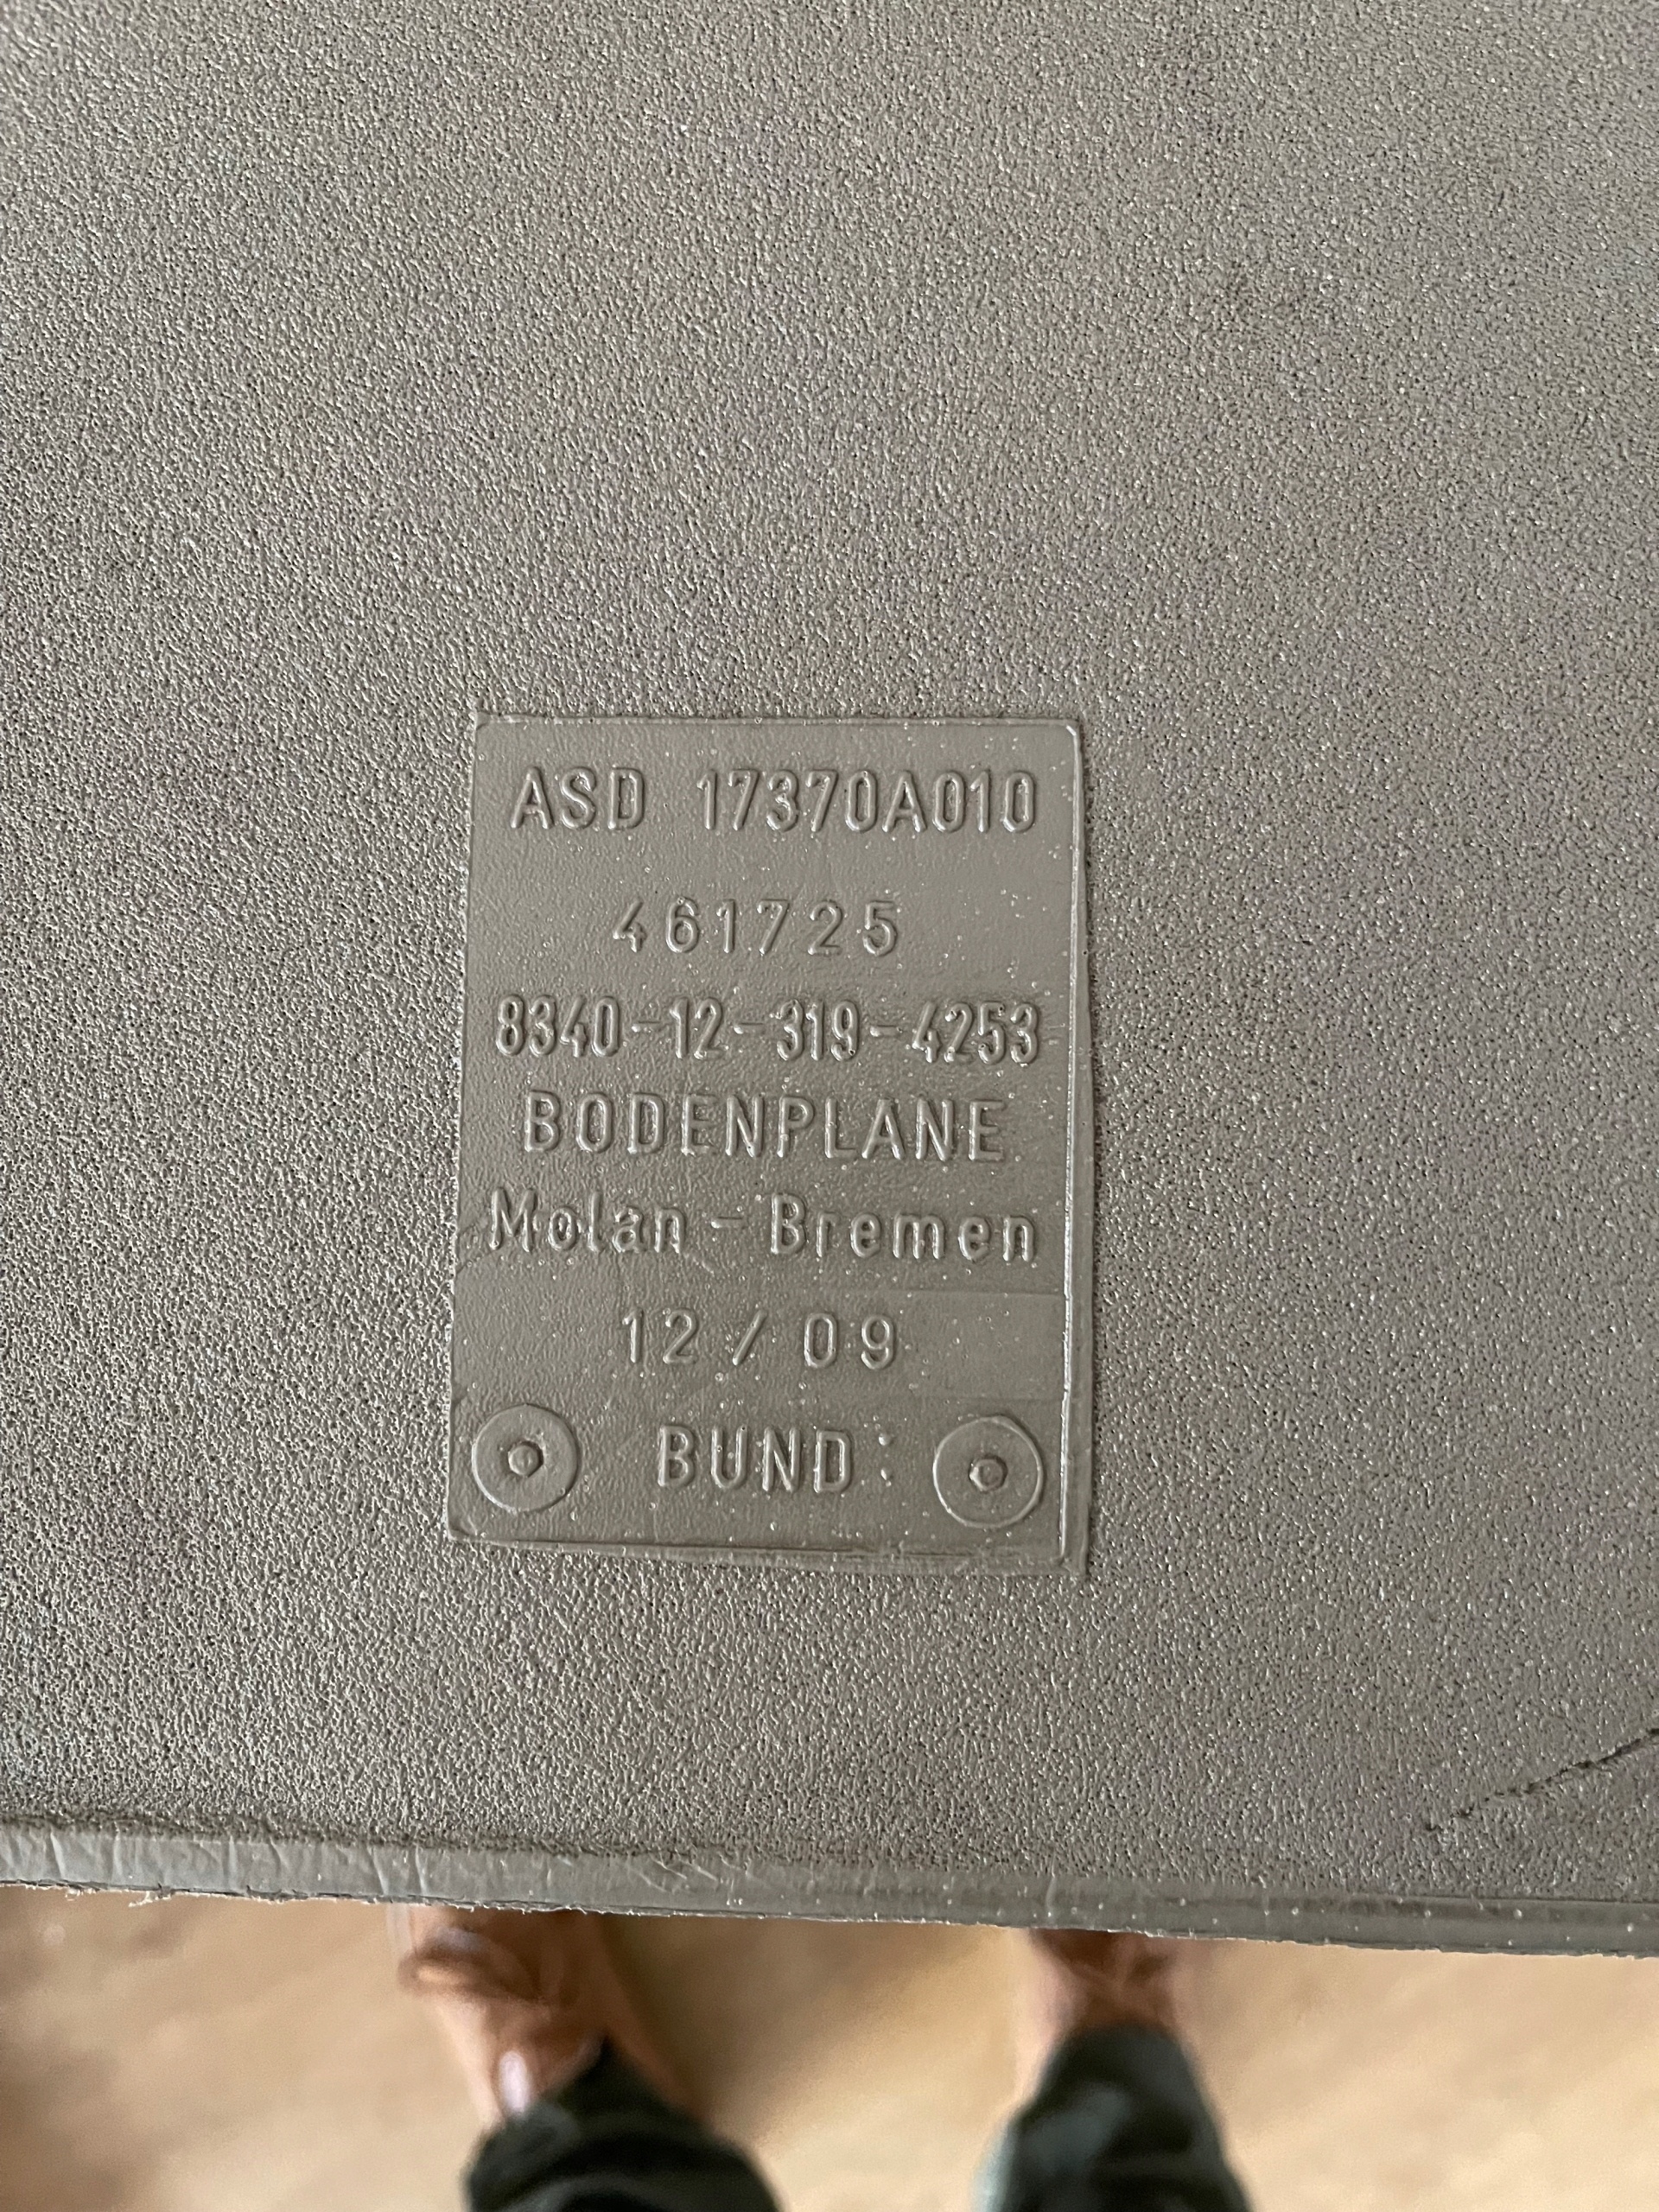 ASD 17370A010
461725
8340-12-319-4253
BODENPLANE
Molan-Bremen
12/09
BUND: